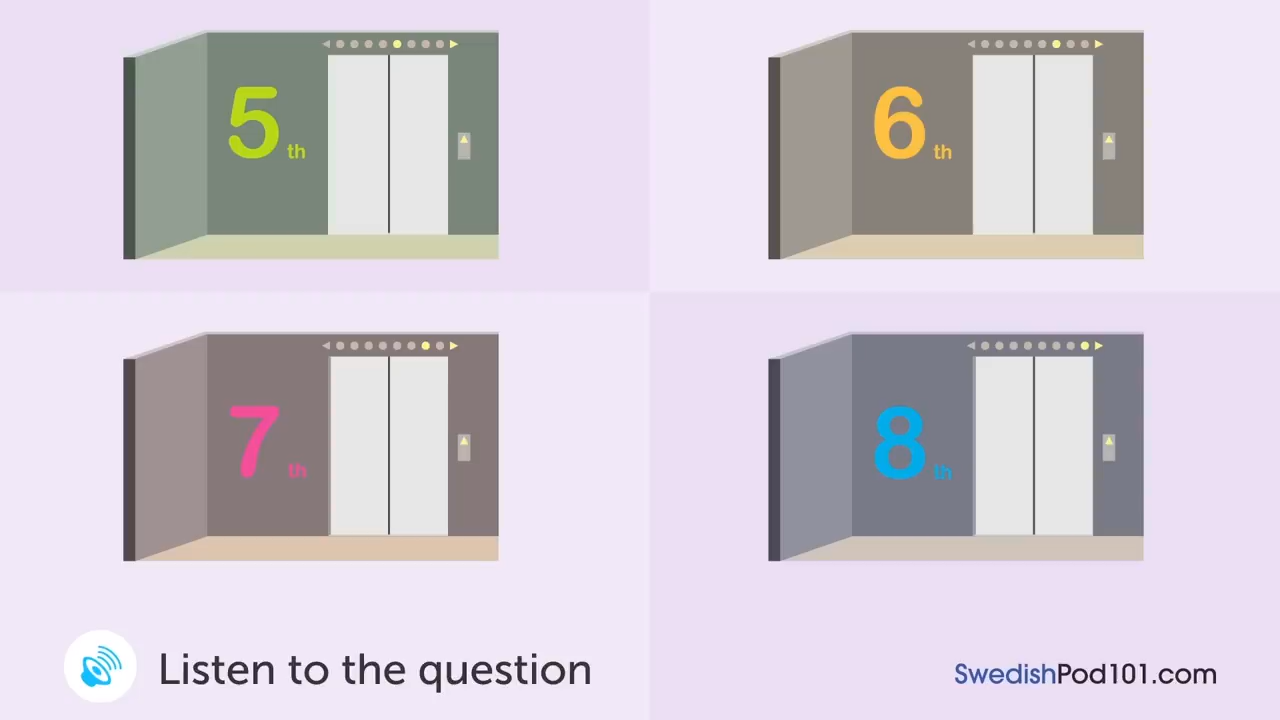 5th
6th
7th
8th
Listen to the question
SwedishPod101.com